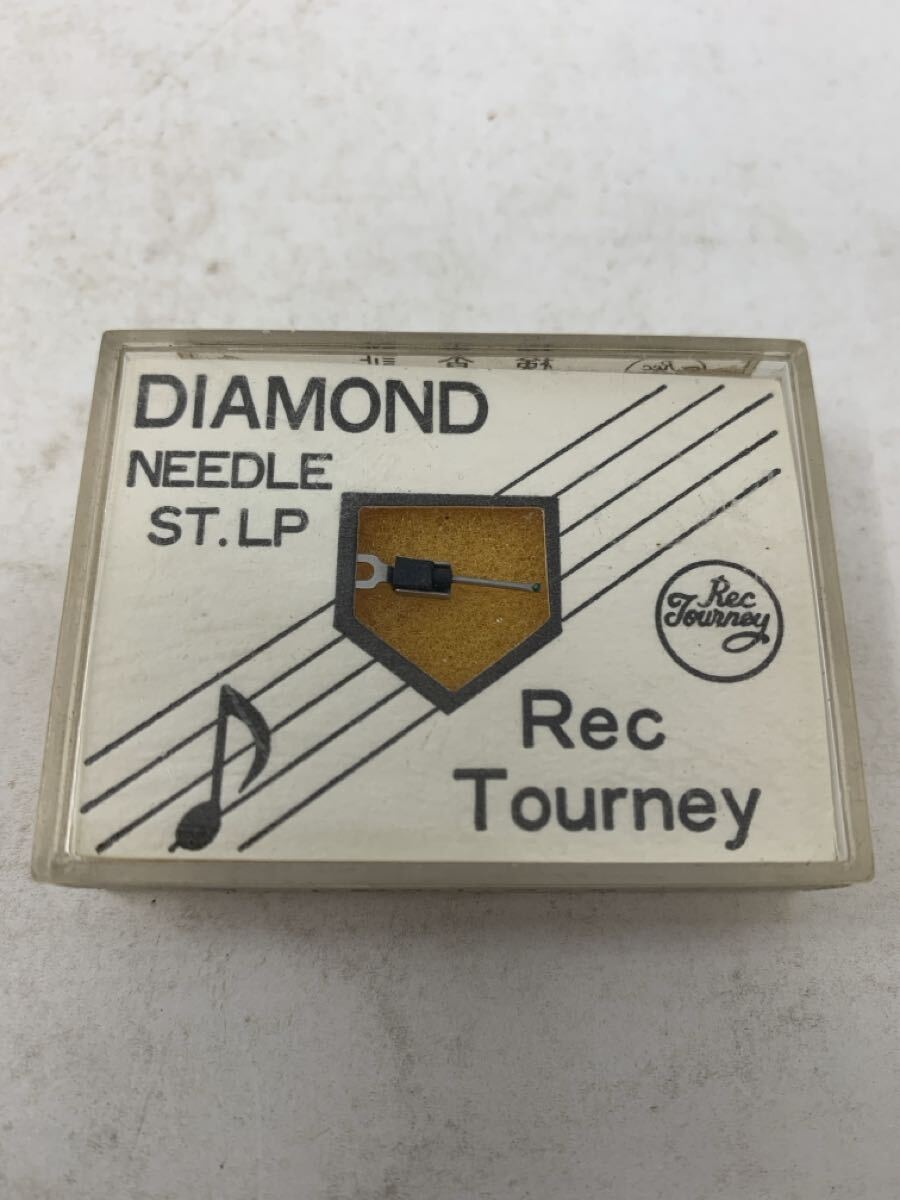 DIAMOND
NEEDLE
ST. LP
Rec
Tourney
Rec
Tourney